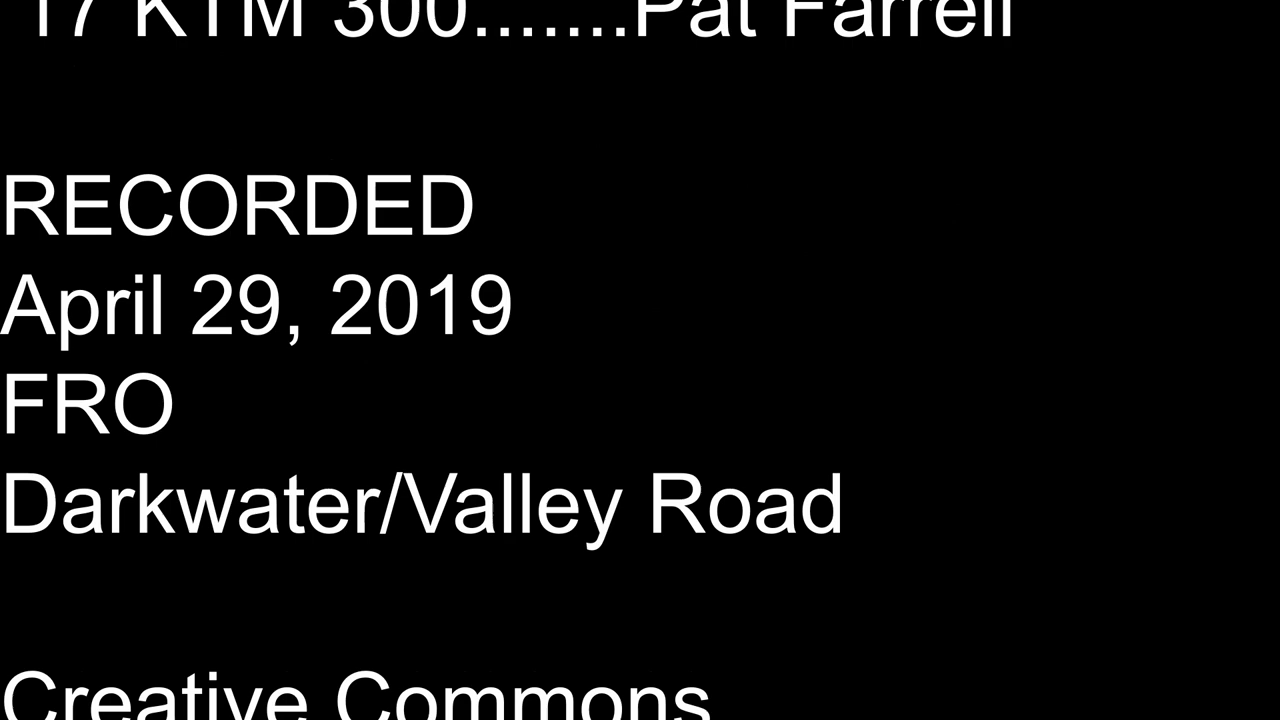 17 KTM 300.......Pat Farrell
RECORDED
April 29, 2019
FRO
Darkwater/Valley Road
Creative Commons